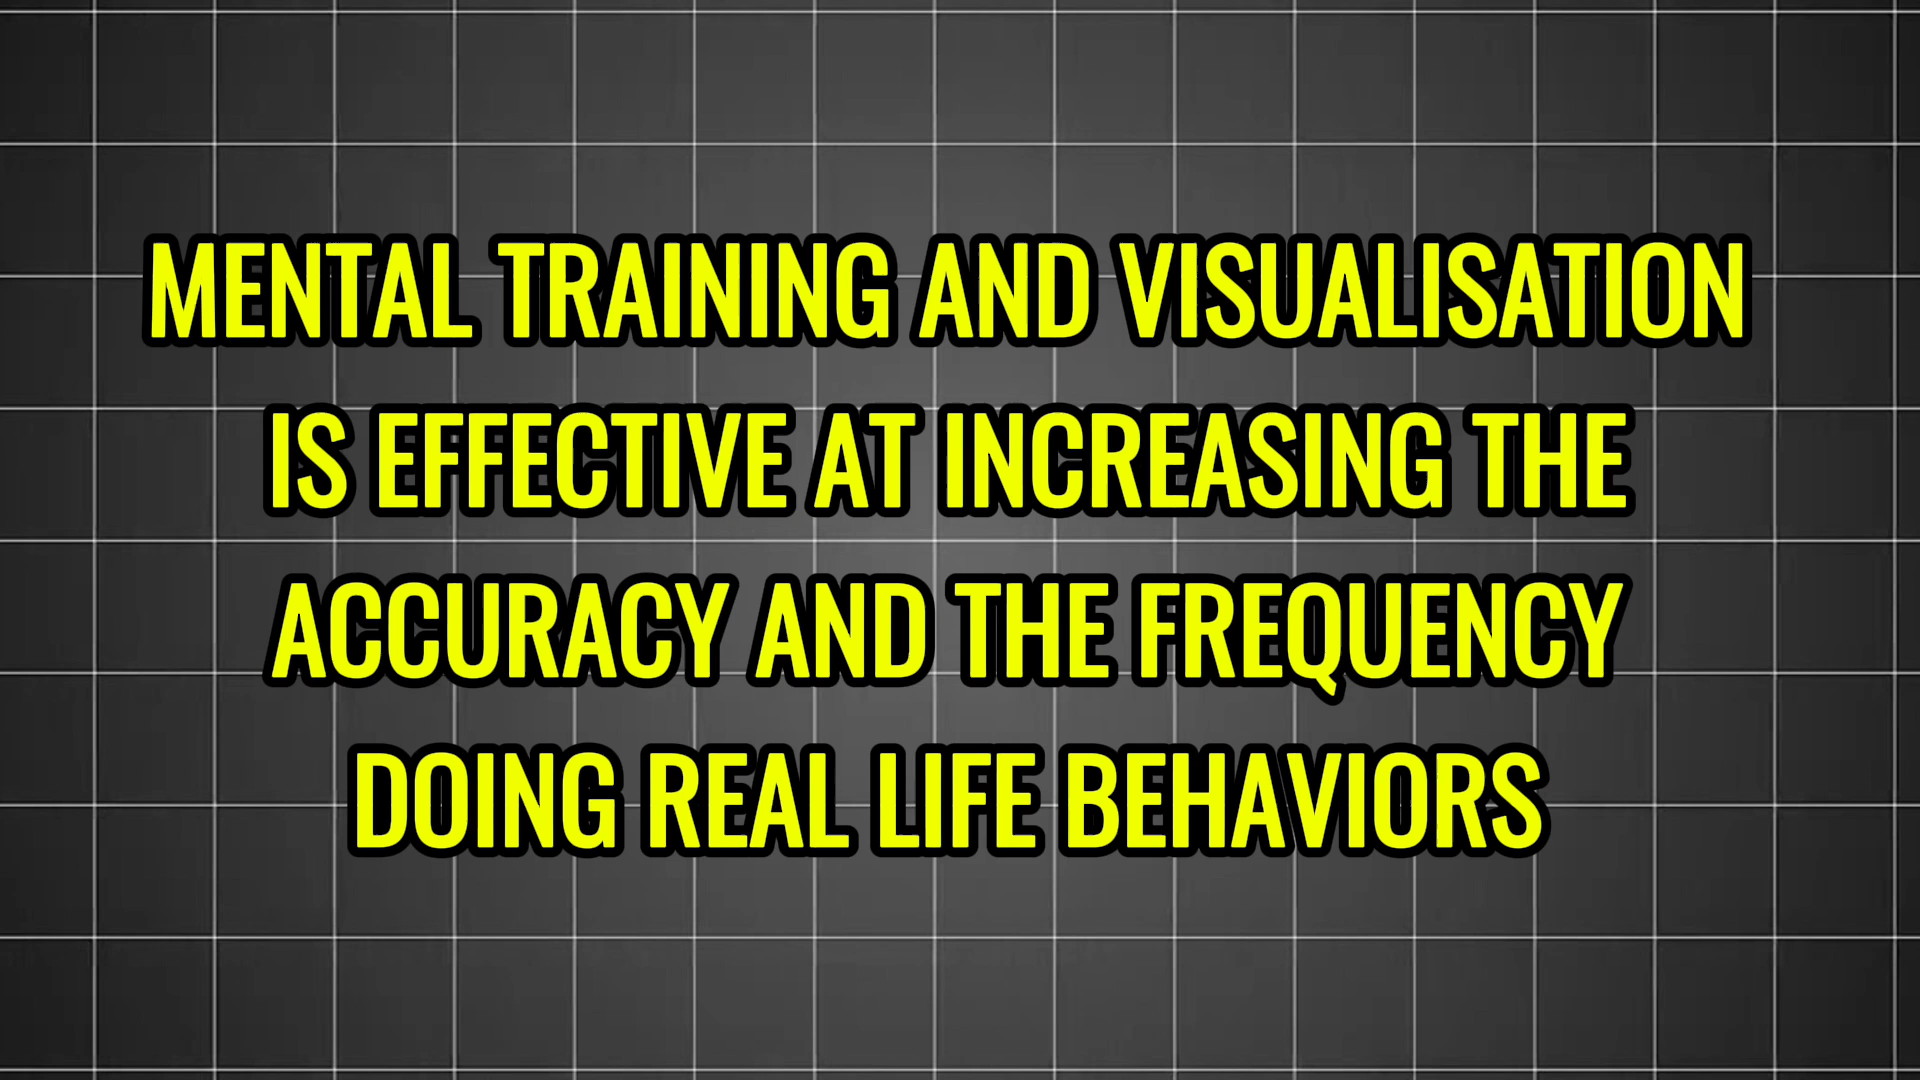 MENTAL TRAINING AND VISUALISATION
IS EFFECTIVE AT INCREASING THE
ACCURACY AND THE FREQUENCY
DOING REAL LIFE BEHAVIORS